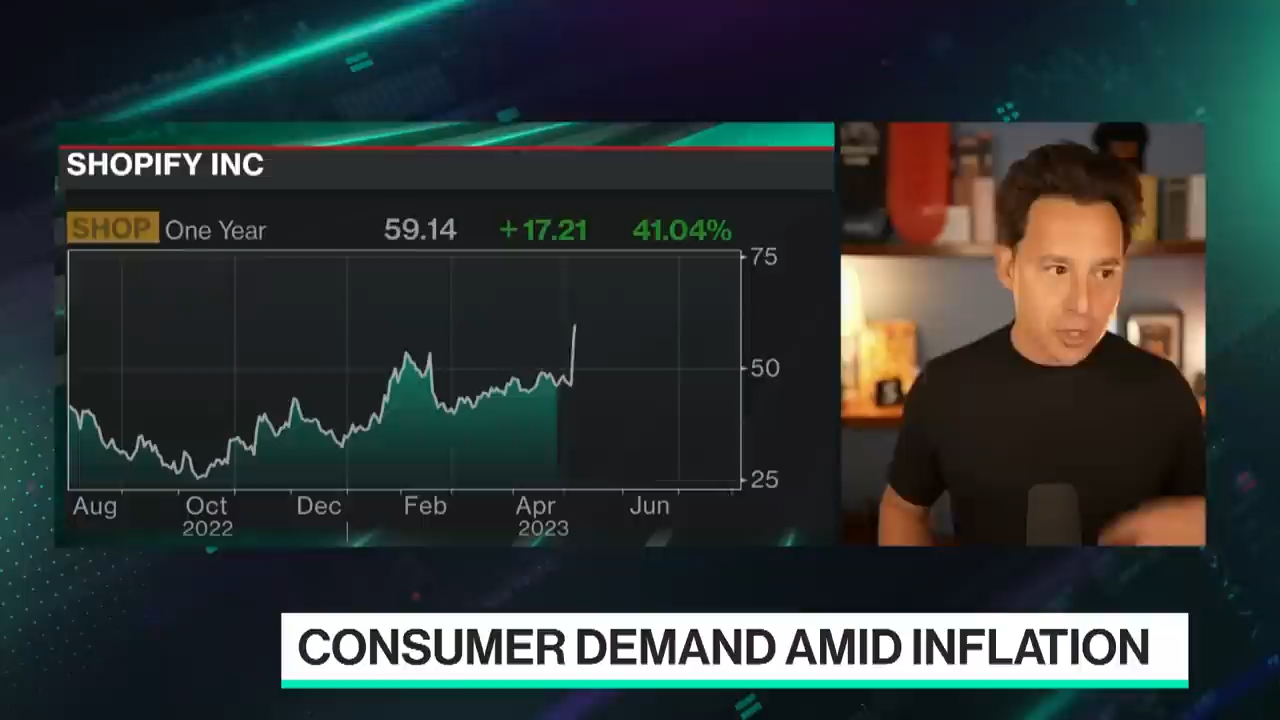 SHOPIFY INC
SHOP One Year 59.14 +17.21 41.04%
75
50
25
Aug Oct Dec Feb Apr Jun
2022 2023
CONSUMER DEMAND AMID INFLATION